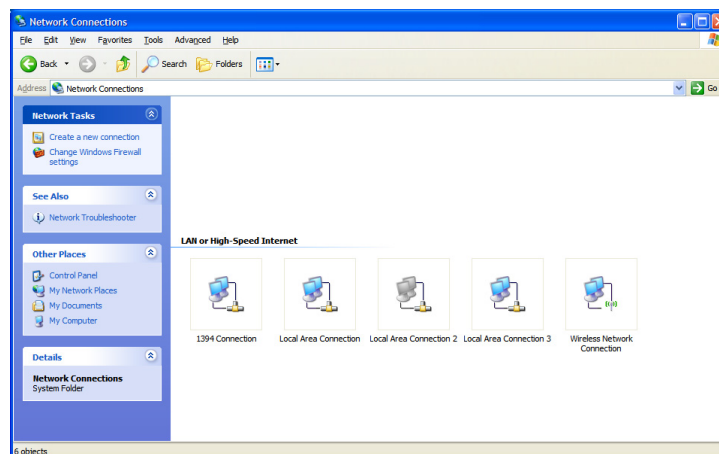 Network Connections
File Edit View Favorites Tools Advanced Help
Back Search Folders
Address Network Connections Go
Network Tasks
Create a new connection
Change Windows Firewall
settings
See Also
Network Troubleshooter
Other Places
Control Panel
My Network Places
My Documents
My Computer
Details
Network Connections
System Folder
LAN or High-Speed Internet
1394 Connection Local Area Connection Local Area Connection 2 Local Area Connection 3 Wireless Network
Connection
6 objects